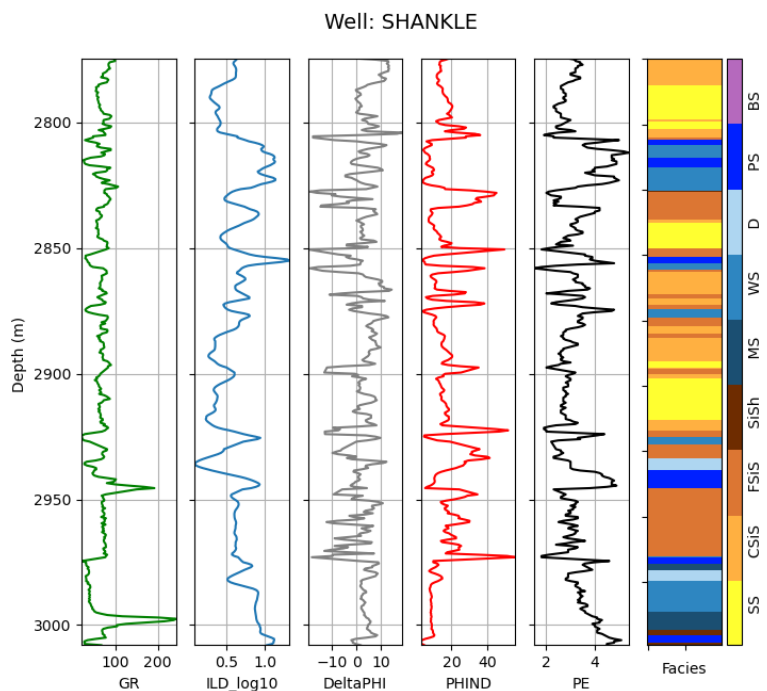 Well: SHANKLE
Depth (m)
2800
2850
2900
2950
3000
100 200
GR
0.5 1.0
ILD_log10
−10 0 10
DeltaPHI
20 40
PHIND
2 4
PE
Facies
BS
PS
D
WS
MS
SiSh
FSiS
CSiS
SS